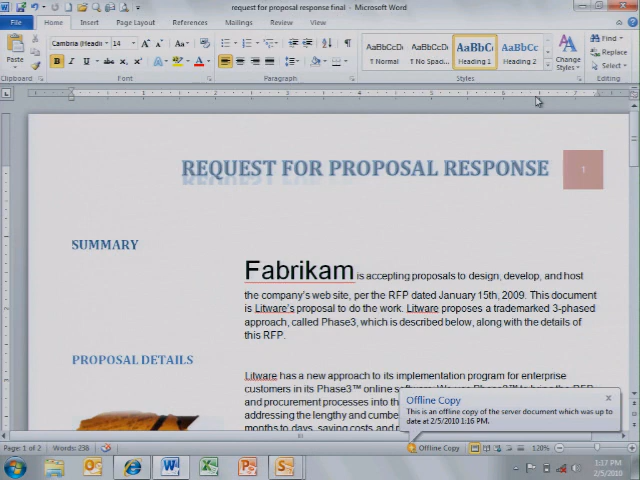 request for proposal response final - Microsoft Word
File Home Insert Page Layout References Mailings Review View
Cambria (Headi 14
Paste
AaBbCcDc AaBbCcDc AaBbCc AaBbCc
¶ Normal ¶ No Spac... Heading 1 Heading 2
Change
Styles
Find
Replace
Select
Clipboard Font Paragraph Styles Editing
REQUEST FOR PROPOSAL RESPONSE
1
SUMMARY
Fabrikam is accepting proposals to design, develop, and host
the company's web site, per the RFP dated January 15th, 2009. This document
is Litware's proposal to do the work. Litware proposes a trademarked 3-phased
approach, called Phase3, which is described below, along with the details of
this RFP.
PROPOSAL DETAILS
Litware has a new approach to its implementation program for enterprise
customers in its Phase3™ online
and procurement processes into
addressing the lengthy and
months to days, saving costs and
Offline Copy
This is an offline copy of the server document which was up to
date at 2/5/2010 1:16 PM.
Page: 1 of 2 Words: 238 Offline Copy 120%
1:37 PM
2/5/2010